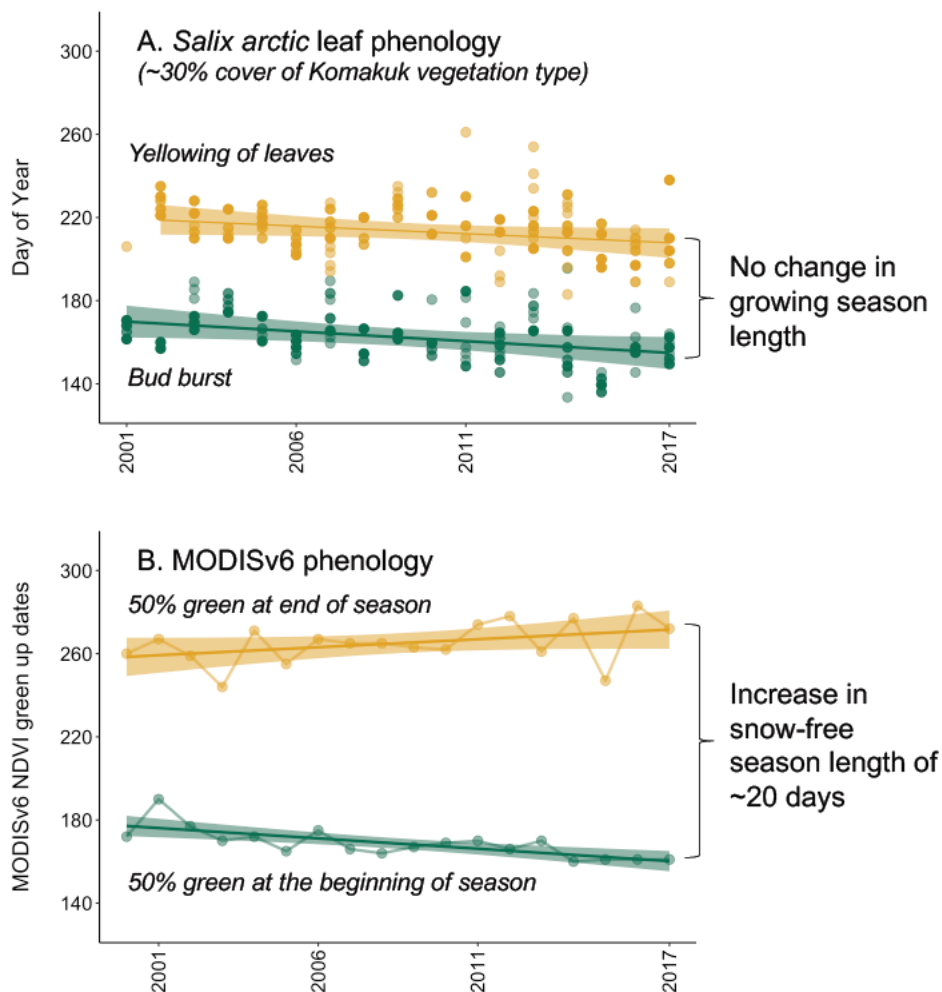 A. Salix arctic leaf phenology
(~30% cover of Komakuk vegetation type)
Day of Year
300
260
220
180
140
Yellowing of leaves
Bud burst
No change in
growing season
length
2001
2006
2011
2017
B. MODISv6 phenology
MODISv6 NDVI green up dates
300
260
220
180
140
50% green at end of season
50% green at the beginning of season
Increase in
snow-free
season length of
~20 days
2001
2006
2011
2017